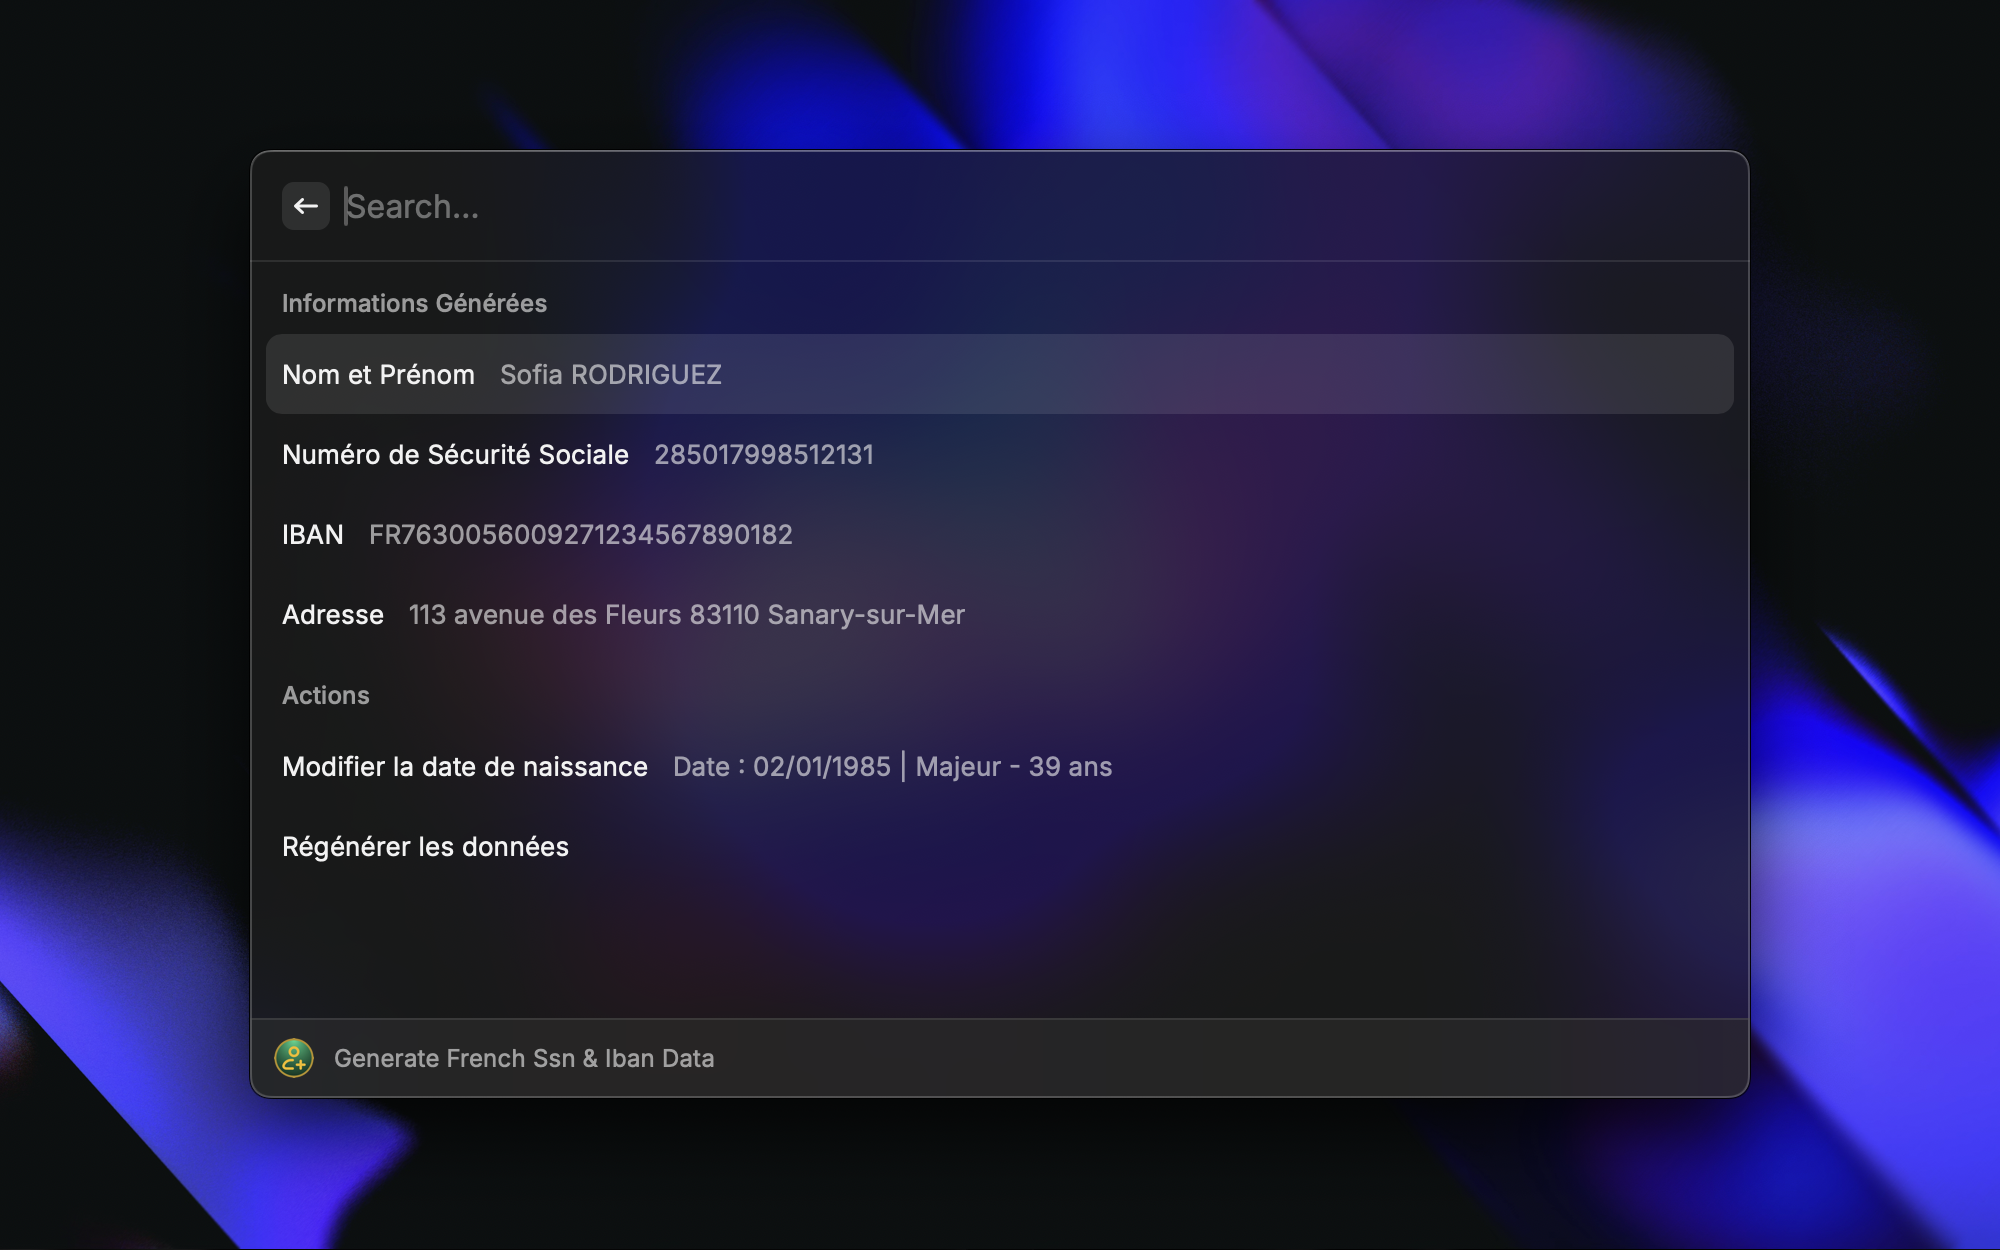 Search...
Informations Générées
Nom et Prénom Sofia RODRIGUEZ
Numéro de Sécurité Sociale 285017998512131
IBAN FR7630056009271234567890182
Adresse 113 avenue des Fleurs 83110 Sanary-sur-Mer
Actions
Modifier la date de naissance Date : 02/01/1985 | Majeur - 39 ans
Régénérer les données
Generate French Ssn & Iban Data